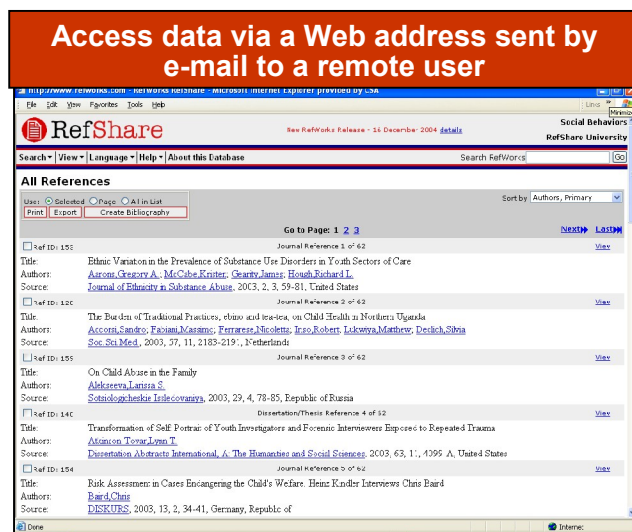 Access data via a Web address sent by
e-mail to a remote user
http://www.refworks.com - RefWorks RefShare - Microsoft Internet Explorer provided by CSA
File Edit View Favorites Tools Help Links »
Minimize
RefShare New RefWorks Release - 16 December 2004 details Social Behaviors
RefShare University
Search View Language Help About this Database Search RefWorks Go
All References
Use: Selected Page All in List Sort by Authors, Primary
Print Export Create Bibliography
Go to Page: 1 2 3 Next Last
Ref ID: 153 Journal Reference 1 of 62 View
Title: Ethnic Variation in the Prevalence of Substance Use Disorders in Youth Sectors of Care
Authors: Aarons,Gregory A.; McCabe,Kristen; Gearity,James; Hough,Richard L.
Source: Journal of Ethnicity in Substance Abuse, 2003, 2, 3, 59-81, United States
Ref ID: 120 Journal Reference 2 of 62 View
Title: The Burden of Traditional Practices, ebino and tea-tea, on Child Health in Northern Uganda
Authors: Accorsi,Sandro; Fabiani,Massimo; Ferrarese,Nicoletta; Iriso,Robert; Lukwiya,Matthew; Declich,Silvia
Source: Soc.Sci.Med., 2003, 57, 11, 2183-2191, Netherlands
Ref ID: 159 Journal Reference 3 of 62 View
Title: On Child Abuse in the Family
Authors: Alekseeva,Larissa S.
Source: Sotsiologicheskie Issledovaniya, 2003, 29, 4, 78-85, Republic of Russia
Ref ID: 140 Dissertation/Thesis Reference 4 of 62 View
Title: Transformation of Self Portrait of Youth Investigators and Forensic Interviewers Exposed to Repeated Trauma
Authors: Atkinson Tovar,Lynn T.
Source: Dissertation Abstracts International, A: The Humanities and Social Sciences, 2003, 63, 11, 4099-A, United States
Ref ID: 154 Journal Reference 5 of 62 View
Title: Risk Assessment in Cases Endangering the Child's Welfare. Heinz Kindler Interviews Chris Baird
Authors: Baird,Chris
Source: DISKURS, 2003, 13, 2, 34-41, Germany, Republic of
Done Internet